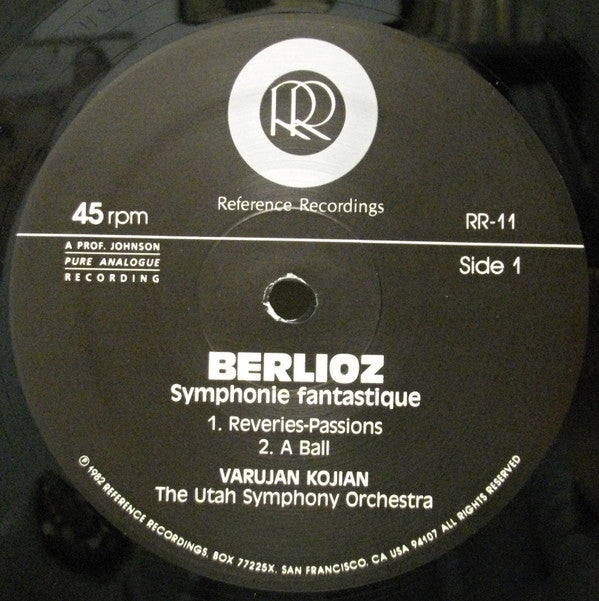 RR
Reference Recordings
45 rpm
RR-11
A PROF. JOHNSON
PURE ANALOGUE
RECORDING
Side 1
BERLIOZ
Symphonie fantastique
1. Reveries-Passions
2. A Ball
VARUJAN KOJIAN
The Utah Symphony Orchestra
℗ 1982 REFERENCE RECORDINGS, BOX 77225X, SAN FRANCISCO, CA USA 94107 ALL RIGHTS RESERVED